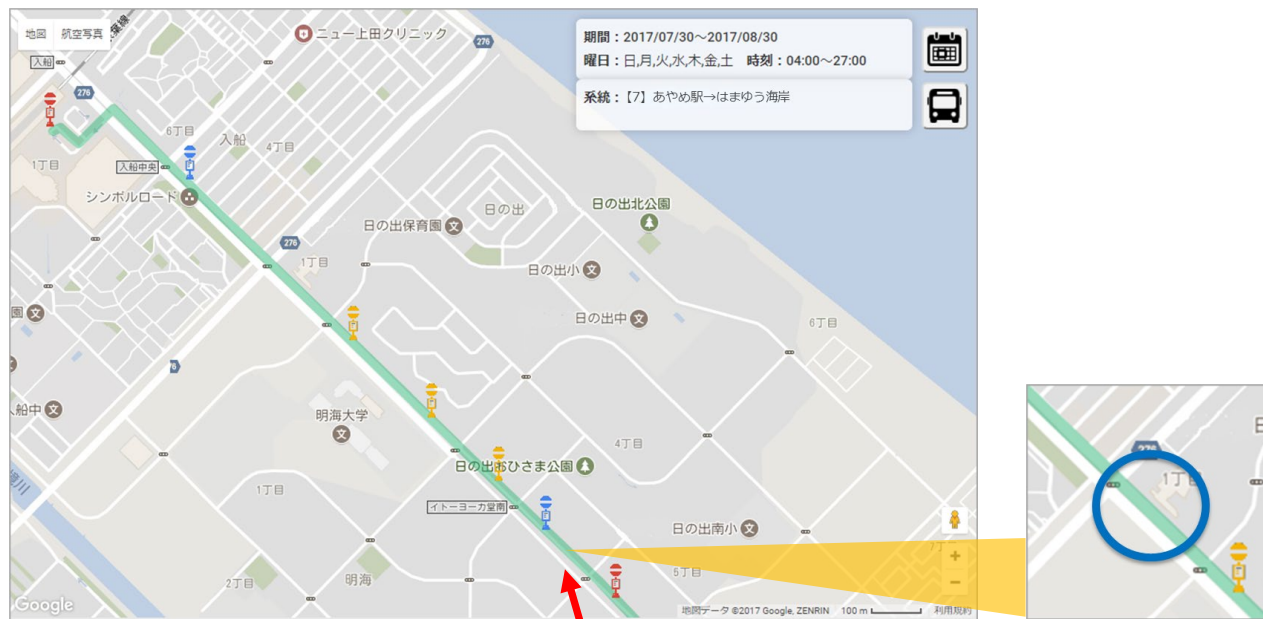 地図 航空写真
ニュー上田クリニック
276
期間：2017/07/30～2017/08/30
曜日：日,月,火,水,木,金,土 時刻：04:00～27:00
系統：【7】あやめ駅→はまゆう海岸
入船
276
6丁目
入船
4丁目
1丁目
入船中央
シンボルロード
日の出保育園
日の出
日の出北公園
276
1丁目
日の出小
園
日の出中
6丁目
船中
明海大学
4丁目
日の出おひさま公園
1丁目
イトーヨーカ堂南
日の出南小
5丁目
2丁目
明海
Google
地図データ ©2017 Google, ZENRIN 100 m 利用規約
1丁目